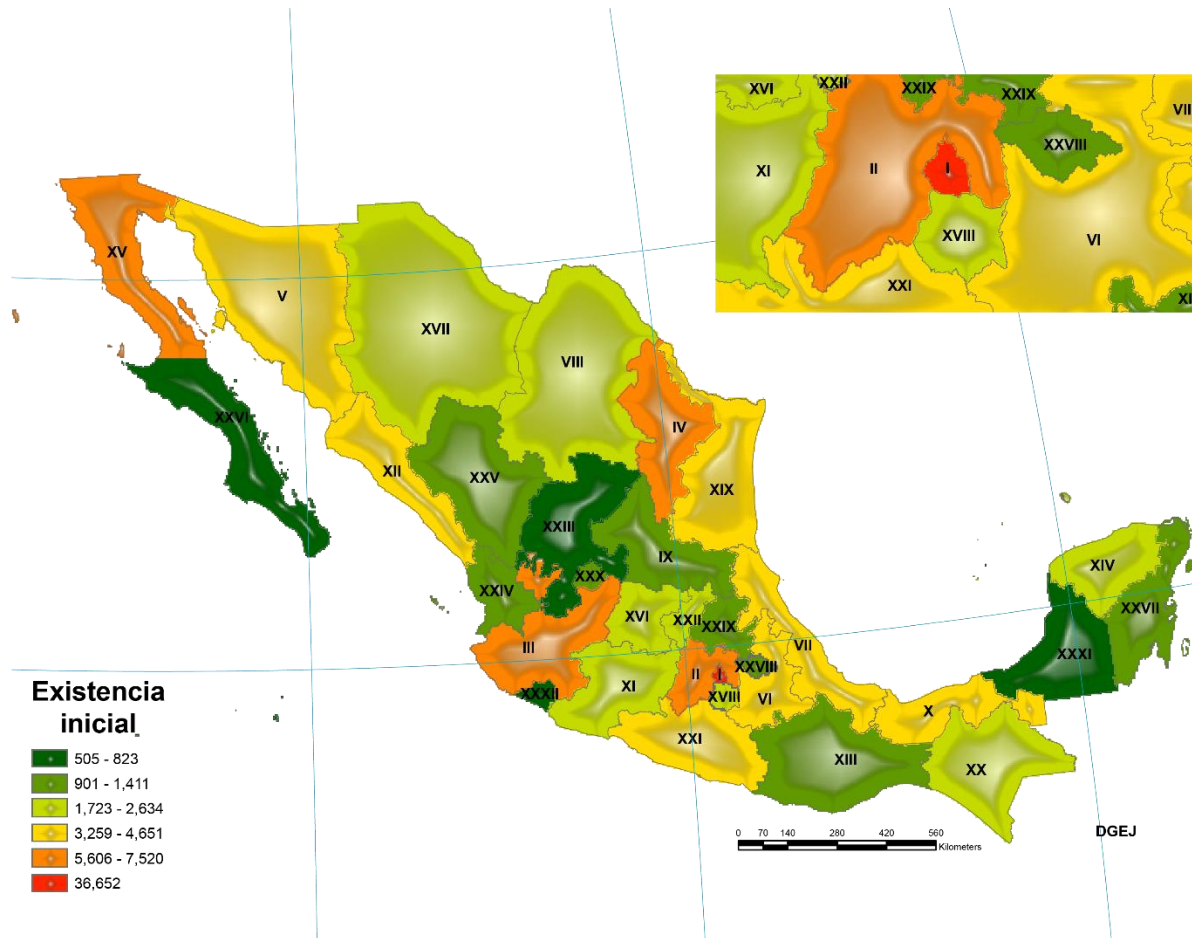 XVI
XXII
XXIX
XXIX
VII
XXVIII
XI
II
I
XVIII
VI
XXI
XI
XV
V
XVII
VIII
XXVI
IV
XII
XXV
XIX
XXIII
IX
XXX
XXIV
XIV
XVI
XXII
XXIX
XXVII
III
VII
XXXI
XXVIII
II
I
XI
XXXII
XVIII
VI
X
XXI
XIII
XX
Existencia
inicial
505 - 823
901 - 1,411
1,723 - 2,634
3,259 - 4,651
5,606 - 7,520
36,652
DGEJ
0 70 140 280 420 560
Kilometers